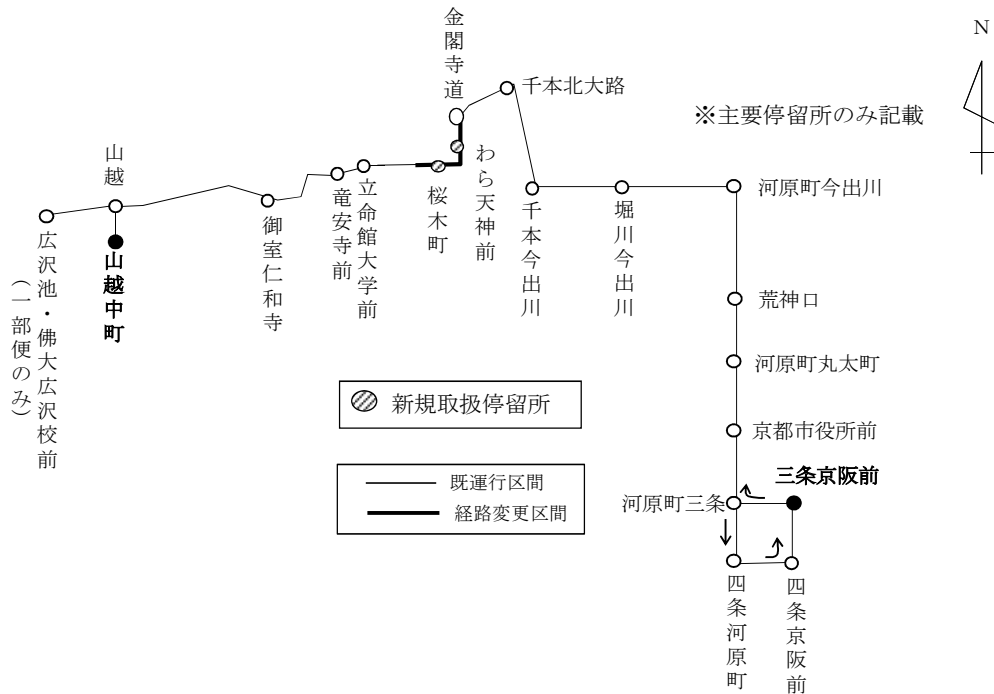 N
※主要停留所のみ記載
金閣寺道
千本北大路
わら天神前
桜木町
立命館大学前
竜安寺前
御室仁和寺
山越
山越中町
広沢池・佛大広沢校前
（一部便のみ）
千本今出川
堀川今出川
河原町今出川
荒神口
河原町丸太町
京都市役所前
三条京阪前
河原町三条
四条河原町
四条京阪前
新規取扱停留所
既運行区間
経路変更区間